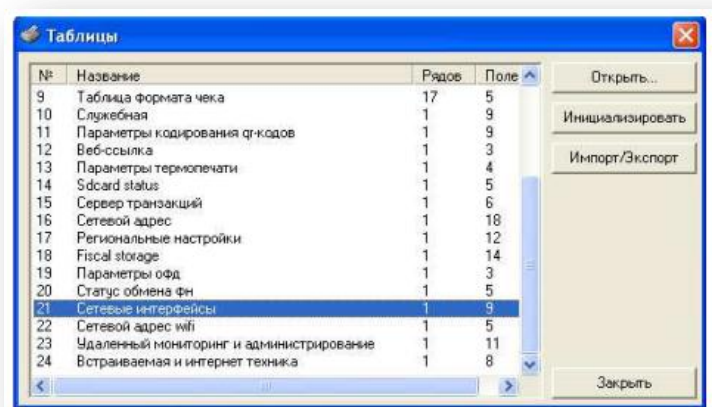 Таблицы
№ Название Рядов Поле
9 Таблица формата чека 17 5
10 Служебная 1 9
11 Параметры кодирования qr-кодов 1 9
12 Веб-ссылка 1 3
13 Параметры термопечати 1 4
14 Sdcard status 1 5
15 Сервер транзакций 1 6
16 Сетевой адрес 1 18
17 Региональные настройки 1 12
18 Fiscal storage 1 14
19 Параметры офд 1 3
20 Статус обмена фн 1 5
21 Сетевые интерфейсы 1 9
22 Сетевой адрес wifi 1 5
23 Удаленный мониторинг и администрирование 1 11
24 Встраиваемая и интернет техника 1 8
Открыть...
Инициализировать
Импорт/Экспорт
Закрыть